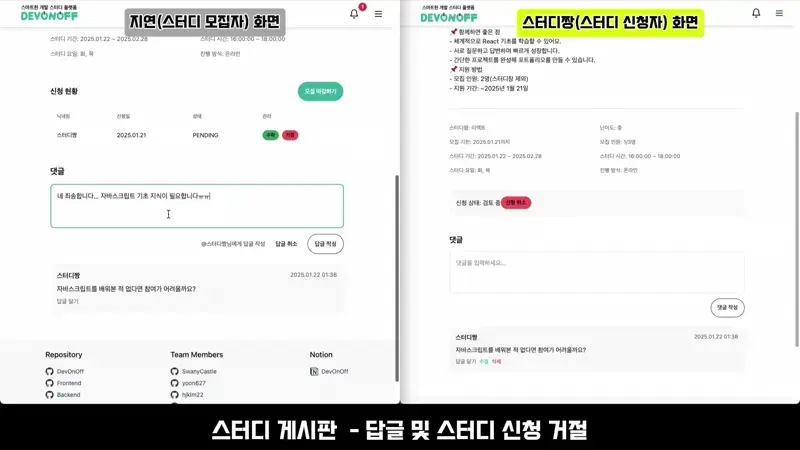 스마트한 개발 스터디 플랫폼
DEVONOFF
지연(스터디 모집자) 화면
1
스터디 기간: 2025.01.22 ~ 2025.02.28
스터디 시간: 16:00:00 ~ 18:00:00
스터디 요일: 화, 목
진행 방식: 온라인
신청 현황
모집 마감하기
닉네임
신청일
상태
관리
스터디짱
2025.01.21
PENDING
수락
거절
댓글
네 죄송합니다... 자바스크립트 기초 지식이 필요합니다ㅠㅠ
@스터디짱님에게 답글 작성
답글 취소
답글 작성
스터디짱
2025.01.22 01:38
자바스크립트를 배워본 적 없다면 참여가 어려울까요?
답글 달기
Repository
DevOnOff
Frontend
Backend
Team Members
SwanyCastle
yoon627
hjklm22
Notion
DevOnOff
스마트한 개발 스터디 플랫폼
DEVONOFF
스터디짱(스터디 신청자) 화면
📌 함께하면 좋은 점
- 체계적으로 React 기초를 학습할 수 있어요.
- 서로 질문하고 답변하며 빠르게 성장합니다.
- 간단한 프로젝트를 완성해 포트폴리오를 만들 수 있습니다.
📌 지원 방법
- 모집 인원: 2명(스터디장 제외)
- 지원 기간: ~2025년 1월 21일
스터디을: 리액트
난이도: 중
모집 기한: 2025.01.21까지
모집 인원: 1/3명
스터디 기간: 2025.01.22 ~ 2025.02.28
스터디 시간: 16:00:00 ~ 18:00:00
스터디 요일: 화, 목
진행 방식: 온라인
신청 상태: 검토 중
신청 취소
댓글
댓글을 입력하세요...
댓글 작성
스터디짱
2025.01.22 01:38
자바스크립트를 배워본 적 없다면 참여가 어려울까요?
답글 달기 수정 삭제
스터디 게시판 - 답글 및 스터디 신청 거절